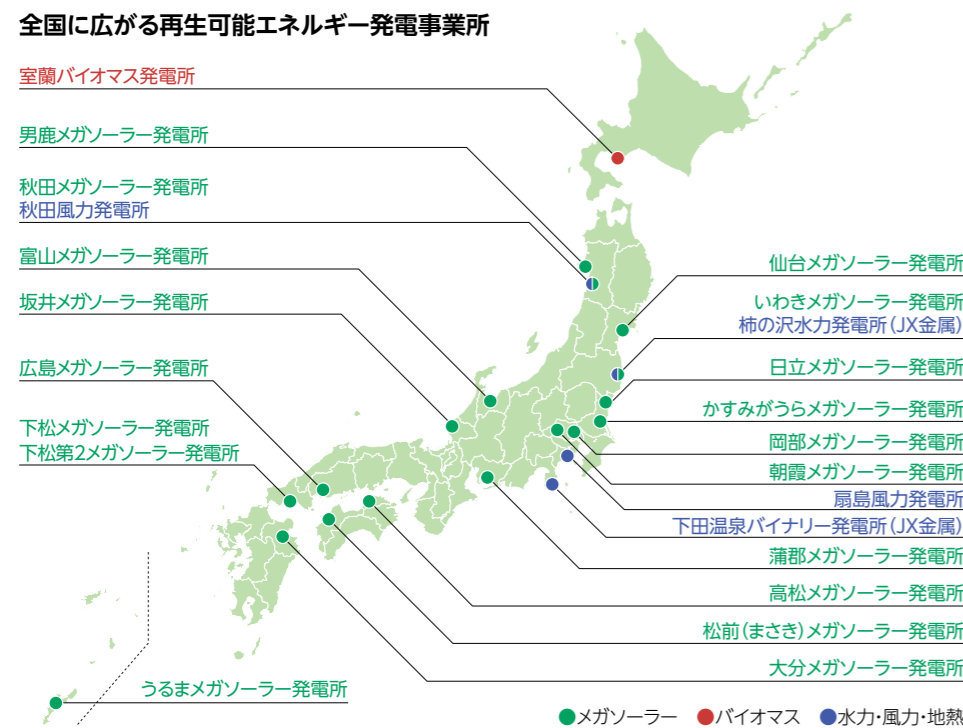 全国に広がる再生可能エネルギー発電事業所
室蘭バイオマス発電所
男鹿メガソーラー発電所
秋田メガソーラー発電所
秋田風力発電所
富山メガソーラー発電所
坂井メガソーラー発電所
広島メガソーラー発電所
下松メガソーラー発電所
下松第2メガソーラー発電所
うるまメガソーラー発電所
仙台メガソーラー発電所
いわきメガソーラー発電所
柿の沢水力発電所(JX金属)
日立メガソーラー発電所
かすみがうらメガソーラー発電所
岡部メガソーラー発電所
朝霞メガソーラー発電所
扇島風力発電所
下田温泉バイナリー発電所(JX金属)
蒲郡メガソーラー発電所
高松メガソーラー発電所
松前(まさき)メガソーラー発電所
大分メガソーラー発電所
●メガソーラー ●バイオマス ●水力・風力・地熱